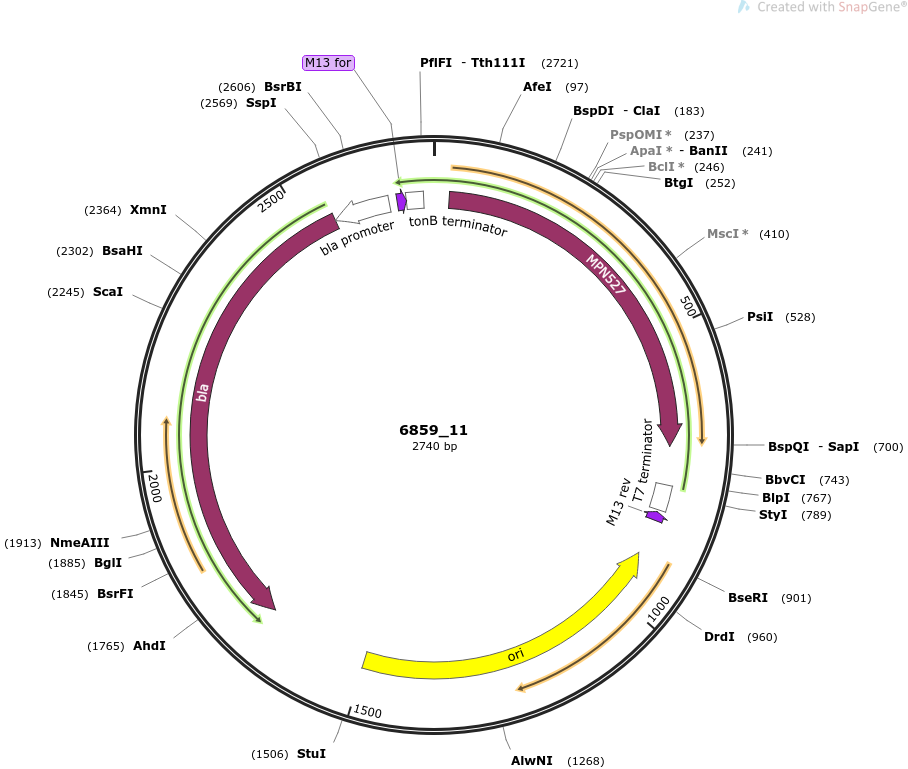 Created with SnapGene®
M13 for
PflFI - Tth111I (2721)
(2606) BsrBI
AfeI (97)
(2569) SspI
BspDI - ClaI (183)
PspOMI * (237)
ApaI * - BanII (241)
BclI * (246)
BtgI (252)
2500
(2364) XmnI
bla promoter
tonB terminator
MscI * (410)
(2302) BsaHI
MPN527
(2245) ScaI
500
PsiI (528)
bla
6859_11
2740 bp
BspQI - SapI (700)
T7 terminator
BbvCI (743)
2000
M13 rev
BlpI (767)
StyI (789)
(1913) NmeAIII
(1885) BglI
(1845) BsrFI
BseRI (901)
1000
DrdI (960)
(1765) AhdI
ori
1500
(1506) StuI
AlwNI (1268)